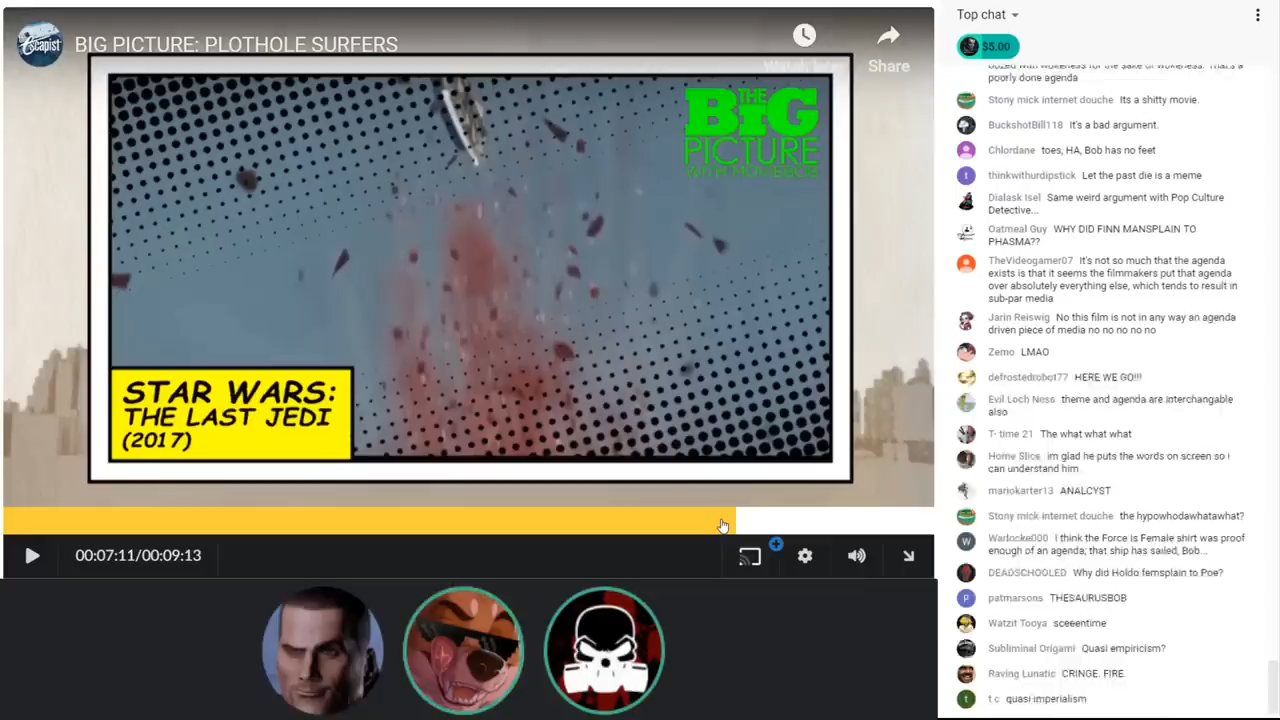 escapist
BIG PICTURE: PLOTHOLE SURFERS
Watch later
Share
THE
BIG
PICTURE
WITH MOVIEBOB
STAR WARS:
THE LAST JEDI
(2017)
00:07:11/00:09:13
Top chat
$5.00
poorly done agenda
Stony mick internet douche Its a shitty movie.
BuckshotBill118 It's a bad argument.
Chlordane toes, HA, Bob has no feet
thinkwithurdipstick Let the past die is a meme
Dialask Isel Same weird argument with Pop Culture
Detective...
Oatmeal Guy WHY DID FINN MANSPLAIN TO
PHASMA??
TheVideogamer07 It's not so much that the agenda
exists is that it seems the filmmakers put that agenda
over absolutely everything else, which tends to result in
sub-par media
Jarin Reiswig No this film is not in any way an agenda
driven piece of media no no no no no
Zemo LMAO
defrostedrobot77 HERE WE GO!!!
Evil Loch Ness theme and agenda are interchangable
also
T- time 21 The what what what
Home Slice im glad he puts the words on screen so i
can understand him
mariokarter13 ANALCYST
Stony mick internet douche the hypowhodawhatawhat?
W
Warlocke000 I think the Force is Female shirt was proof
enough of an agenda; that ship has sailed, Bob...
DEADSCHOOLED Why did Holdo femsplain to Poe?
P
patmarsons THESAURUSBOB
Watzit Tooya sceeentime
Subliminal Origami Quasi empiricism?
Raving Lunatic CRINGE. FIRE.
t
t c quasi-imperialism